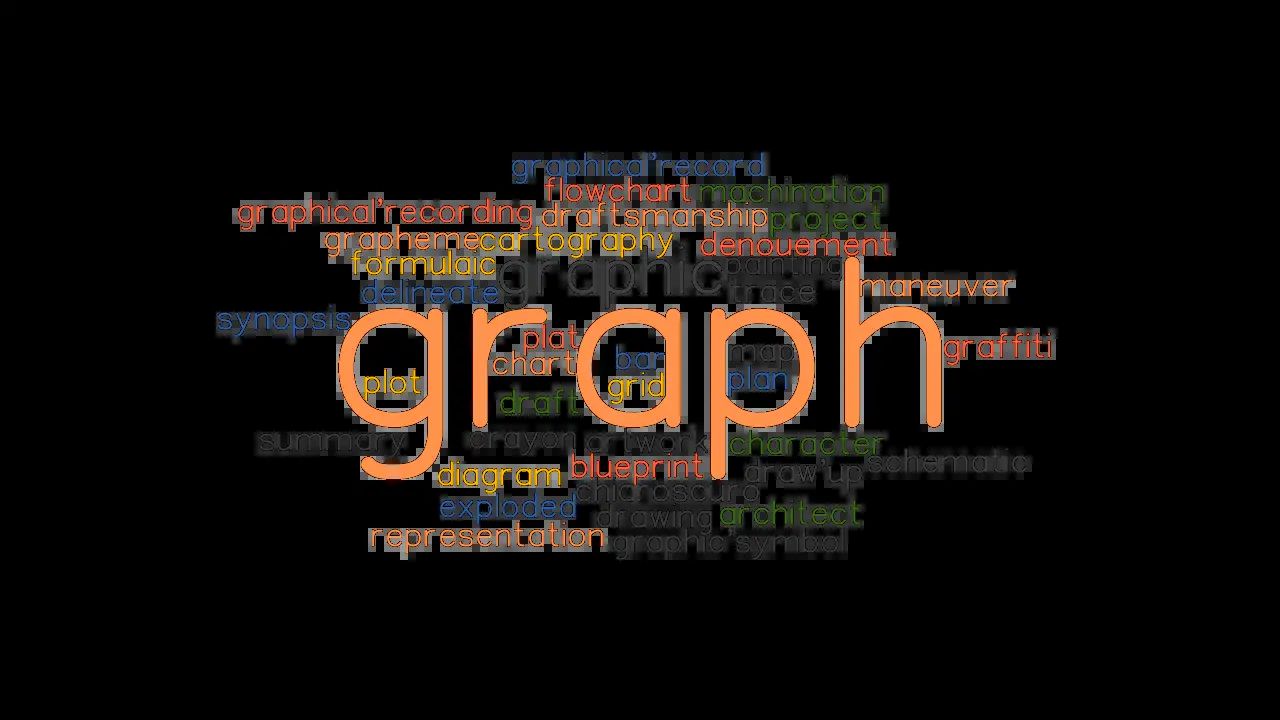 graphical'record
flowchart machination
graphical'recording draftsmanship project
grapheme cartography denouement
formulaic graphic painting
delineate trace maneuver
synopsis
graph
plat graffiti
chart bar map
plot grid plan
draft
summary crayon artwork character
diagram blueprint draw'up schematic
chiaroscuro
exploded drawing architect
representation graphic'symbol